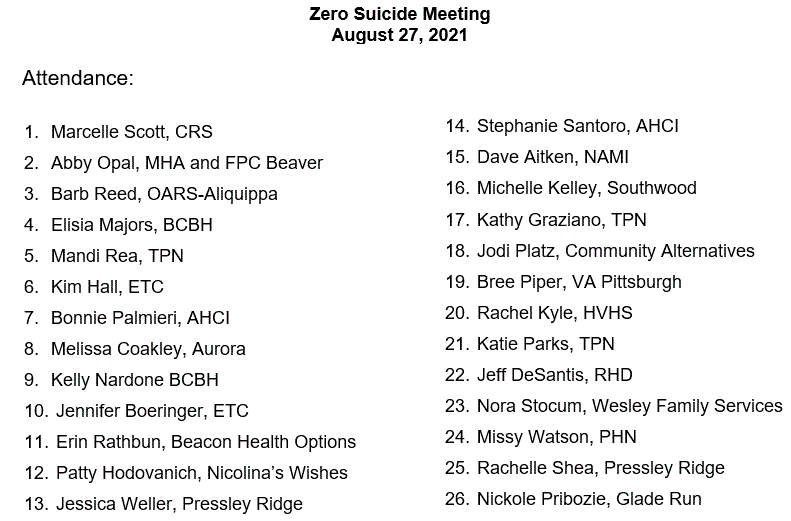 Zero Suicide Meeting
August 27, 2021
Attendance:
1. Marcelle Scott, CRS
2. Abby Opal, MHA and FPC Beaver
3. Barb Reed, OARS-Aliquippa
4. Elisia Majors, BCBH
5. Mandi Rea, TPN
6. Kim Hall, ETC
7. Bonnie Palmieri, AHCI
8. Melissa Coakley, Aurora
9. Kelly Nardone BCBH
10. Jennifer Boeringer, ETC
11. Erin Rathbun, Beacon Health Options
12. Patty Hodovanich, Nicolina’s Wishes
13. Jessica Weller, Pressley Ridge
14. Stephanie Santoro, AHCI
15. Dave Aitken, NAMI
16. Michelle Kelley, Southwood
17. Kathy Graziano, TPN
18. Jodi Platz, Community Alternatives
19. Bree Piper, VA Pittsburgh
20. Rachel Kyle, HVHS
21. Katie Parks, TPN
22. Jeff DeSantis, RHD
23. Nora Stocum, Wesley Family Services
24. Missy Watson, PHN
25. Rachelle Shea, Pressley Ridge
26. Nickole Pribozie, Glade Run